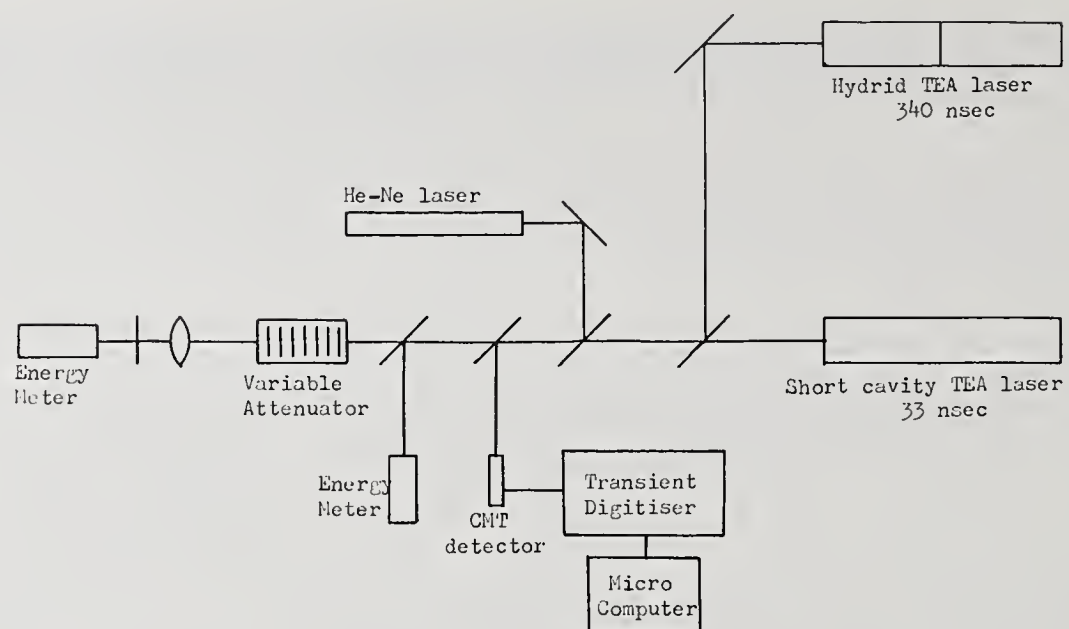 Hydrid TEA laser
340 nsec
He-Ne laser
Energy
Meter
Variable
Attenuator
Short cavity TEA laser
33 nsec
Energy
Meter
CMT
detector
Transient
Digitiser
Micro
Computer